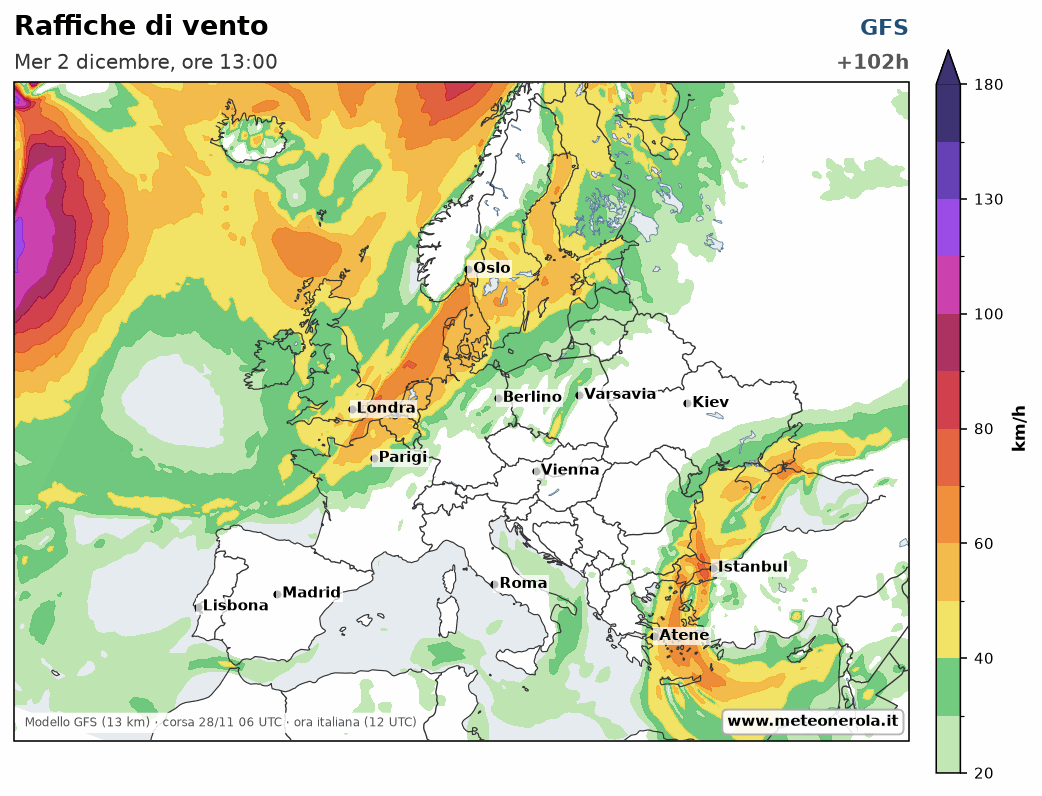 Raffiche di vento
GFS
Mer 2 dicembre, ore 13:00
+102h
180
130
100
80
60
40
20
km/h
Oslo
Londra
Berlino
Varsavia
Kiev
Parigi
Vienna
Istanbul
Roma
Madrid
Lisbona
Atene
Modello GFS (13 km) · corsa 28/11 06 UTC · ora italiana (12 UTC)
www.meteonerola.it